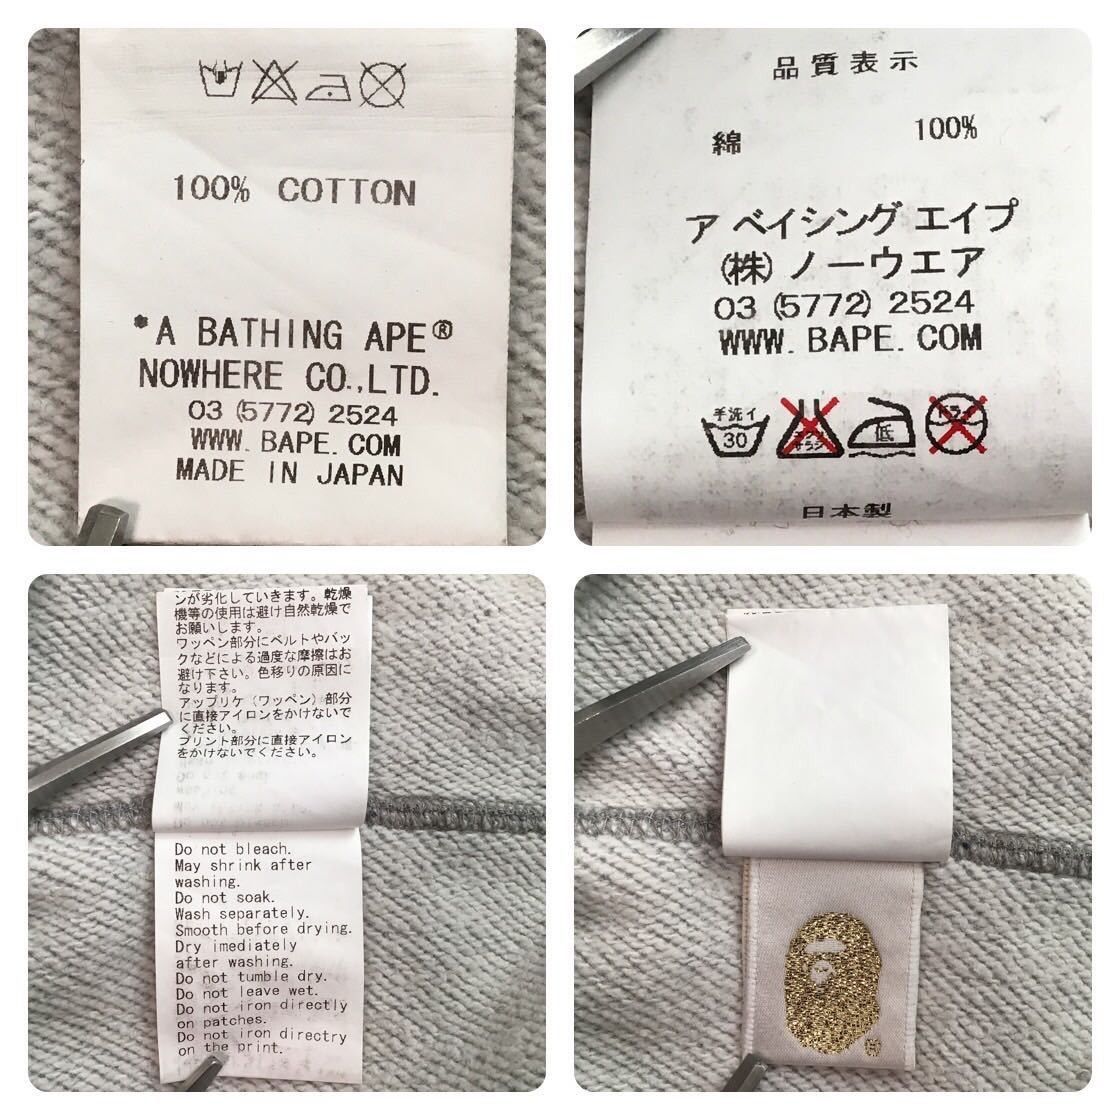 100% COTTON
*A BATHING APE®
NOWHERE CO.,LTD.
03 (5772) 2524
WWW.BAPE.COM
MADE IN JAPAN
品質表示
綿 100%
ア ベイシング エイプ
(株) ノーウエア
03 (5772) 2524
WWW.BAPE.COM
手洗イ
30
エンソ
サラシ
低
ドライ
日本製
ンが劣化していきます。乾燥
機等の使用は避け自然乾燥で
お願いします。
ワッペン部分にベルトやバッ
クなどによる過度な摩擦はお
避け下さい。色移りの原因に
なります。
アップリケ(ワッペン)部分
に直接アイロンをかけないで
ください。
プリント部分に直接アイロン
をかけないでください。
Do not bleach.
May shrink after
washing.
Do not soak.
Wash separately.
Smooth before drying.
Dry imediately
after washing.
Do not tumble dry.
Do not leave wet.
Do not iron directly
on patches.
Do not iron directry
on the print.
®